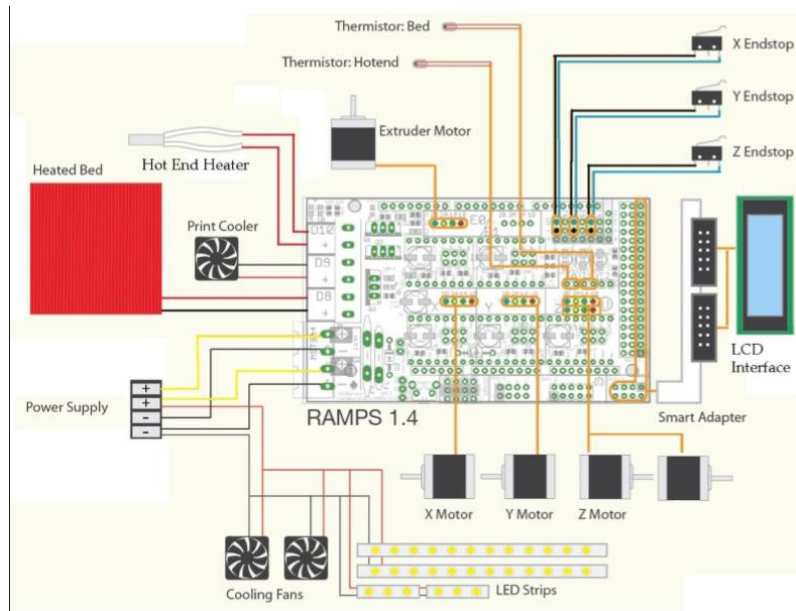 Thermistor: Bed
Thermistor: Hotend
X Endstop
Y Endstop
Z Endstop
Extruder Motor
Hot End Heater
Heated Bed
Print Cooler
D10
D9
D8
E0
+
+
+
Y
+
+
-
-
Power Supply
RAMPS 1.4
LCD
Interface
Smart Adapter
X Motor
Y Motor
Z Motor
Cooling Fans
LED Strips